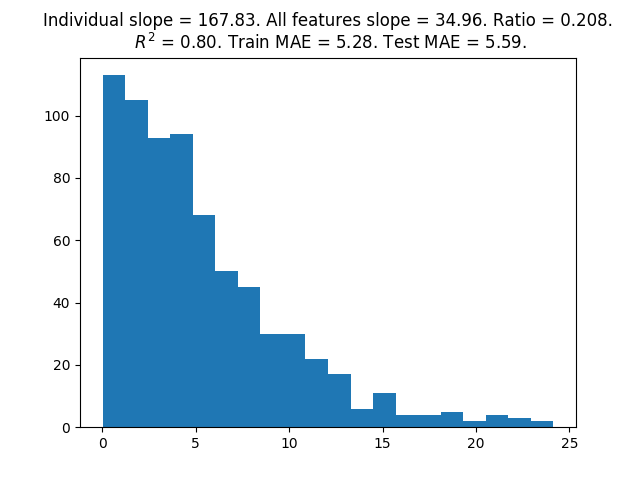 Individual slope = 167.83. All features slope = 34.96. Ratio = 0.208.
R² = 0.80. Train MAE = 5.28. Test MAE = 5.59.
100
80
60
40
20
0
0 5 10 15 20 25